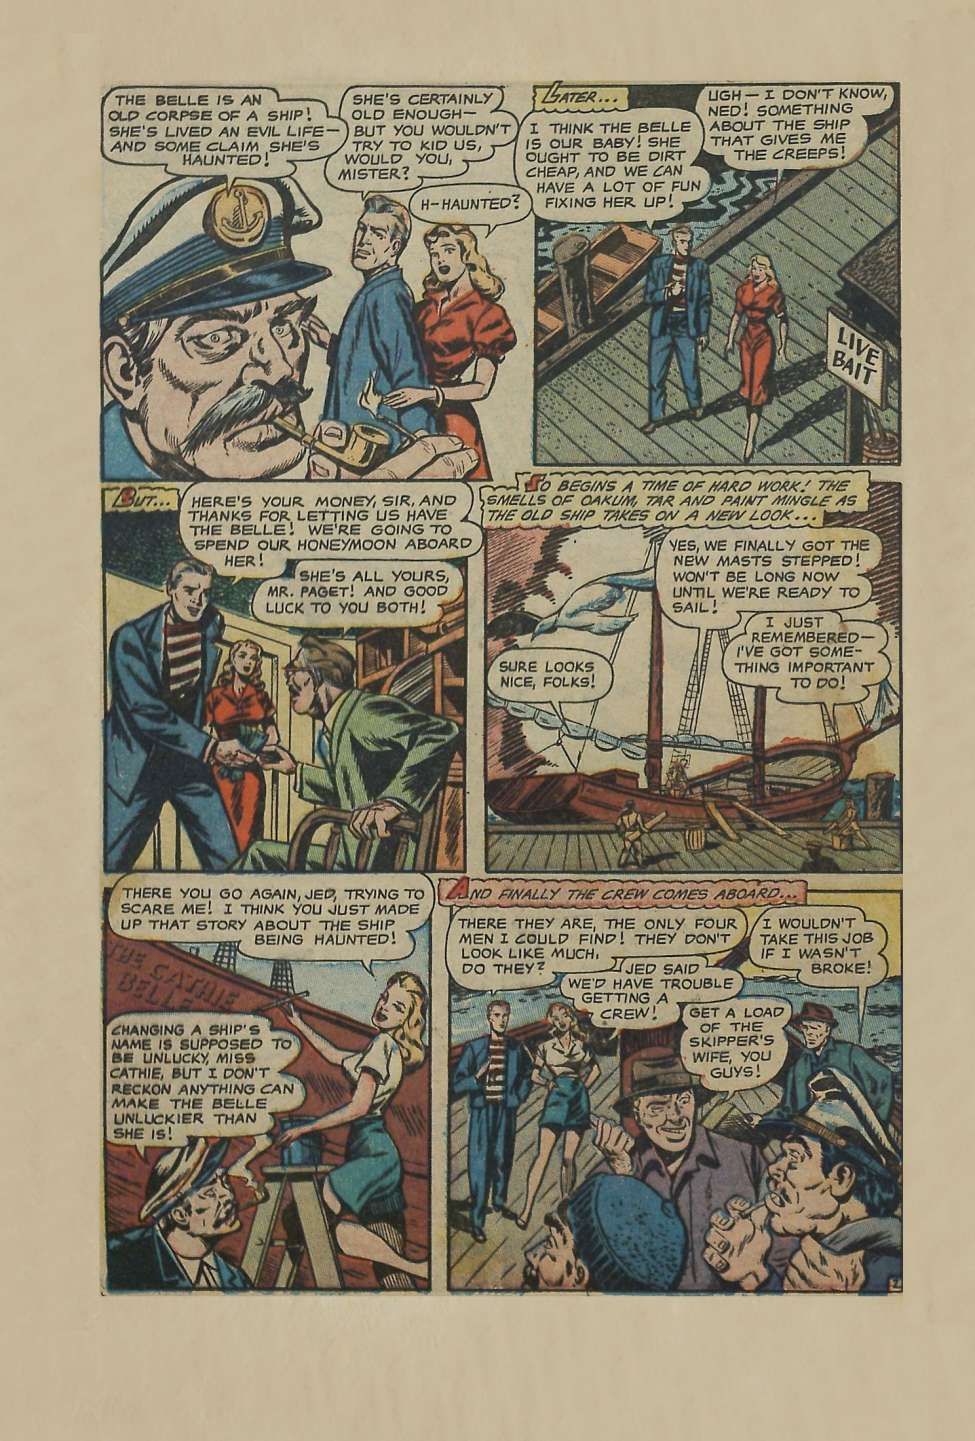 THE BELLE IS AN
OLD CORPSE OF A SHIP!
SHE'S LIVED AN EVIL LIFE—
AND SOME CLAIM SHE'S
HAUNTED!
SHE'S CERTAINLY
OLD ENOUGH—
BUT YOU WOULDN'T
TRY TO KID US,
WOULD YOU,
MISTER?
H-HAUNTED?
LATER...
I THINK THE BELLE
IS OUR BABY! SHE
OUGHT TO BE DIRT
CHEAP, AND WE CAN
HAVE A LOT OF FUN
FIXING HER UP!
UGH— I DON'T KNOW,
NED! SOMETHING
ABOUT THE SHIP
THAT GIVES ME
THE CREEPS!
LIVE
BAIT
BUT...
HERE'S YOUR MONEY, SIR, AND
THANKS FOR LETTING US HAVE
THE BELLE! WE'RE GOING TO
SPEND OUR HONEYMOON ABOARD
HER!
SHE'S ALL YOURS,
MR. PAGET! AND GOOD
LUCK TO YOU BOTH!
SO BEGINS A TIME OF HARD WORK! THE
SMELLS OF OAKUM, TAR AND PAINT MINGLE AS
THE OLD SHIP TAKES ON A NEW LOOK...
YES, WE FINALLY GOT THE
NEW MASTS STEPPED!
WON'T BE LONG NOW
UNTIL WE'RE READY TO
SAIL!
I JUST
REMEMBERED—
I'VE GOT SOME-
THING IMPORTANT
TO DO!
SURE LOOKS
NICE, FOLKS!
THERE YOU GO AGAIN, JED, TRYING TO
SCARE ME! I THINK YOU JUST MADE
UP THAT STORY ABOUT THE SHIP
BEING HAUNTED!
THE CATHIE
BELLE
CHANGING A SHIP'S
NAME IS SUPPOSED TO
BE UNLUCKY, MISS
CATHIE, BUT I DON'T
RECKON ANYTHING CAN
MAKE THE BELLE
UNLUCKIER THAN
SHE IS!
AND FINALLY THE CREW COMES ABOARD...
THERE THEY ARE, THE ONLY FOUR
MEN I COULD FIND! THEY DON'T
LOOK LIKE MUCH,
DO THEY?
JED SAID
WE'D HAVE TROUBLE
GETTING A
CREW!
I WOULDN'T
TAKE THIS JOB
IF I WASN'T
BROKE!
GET A LOAD
OF THE
SKIPPER'S
WIFE, YOU
GUYS!
2